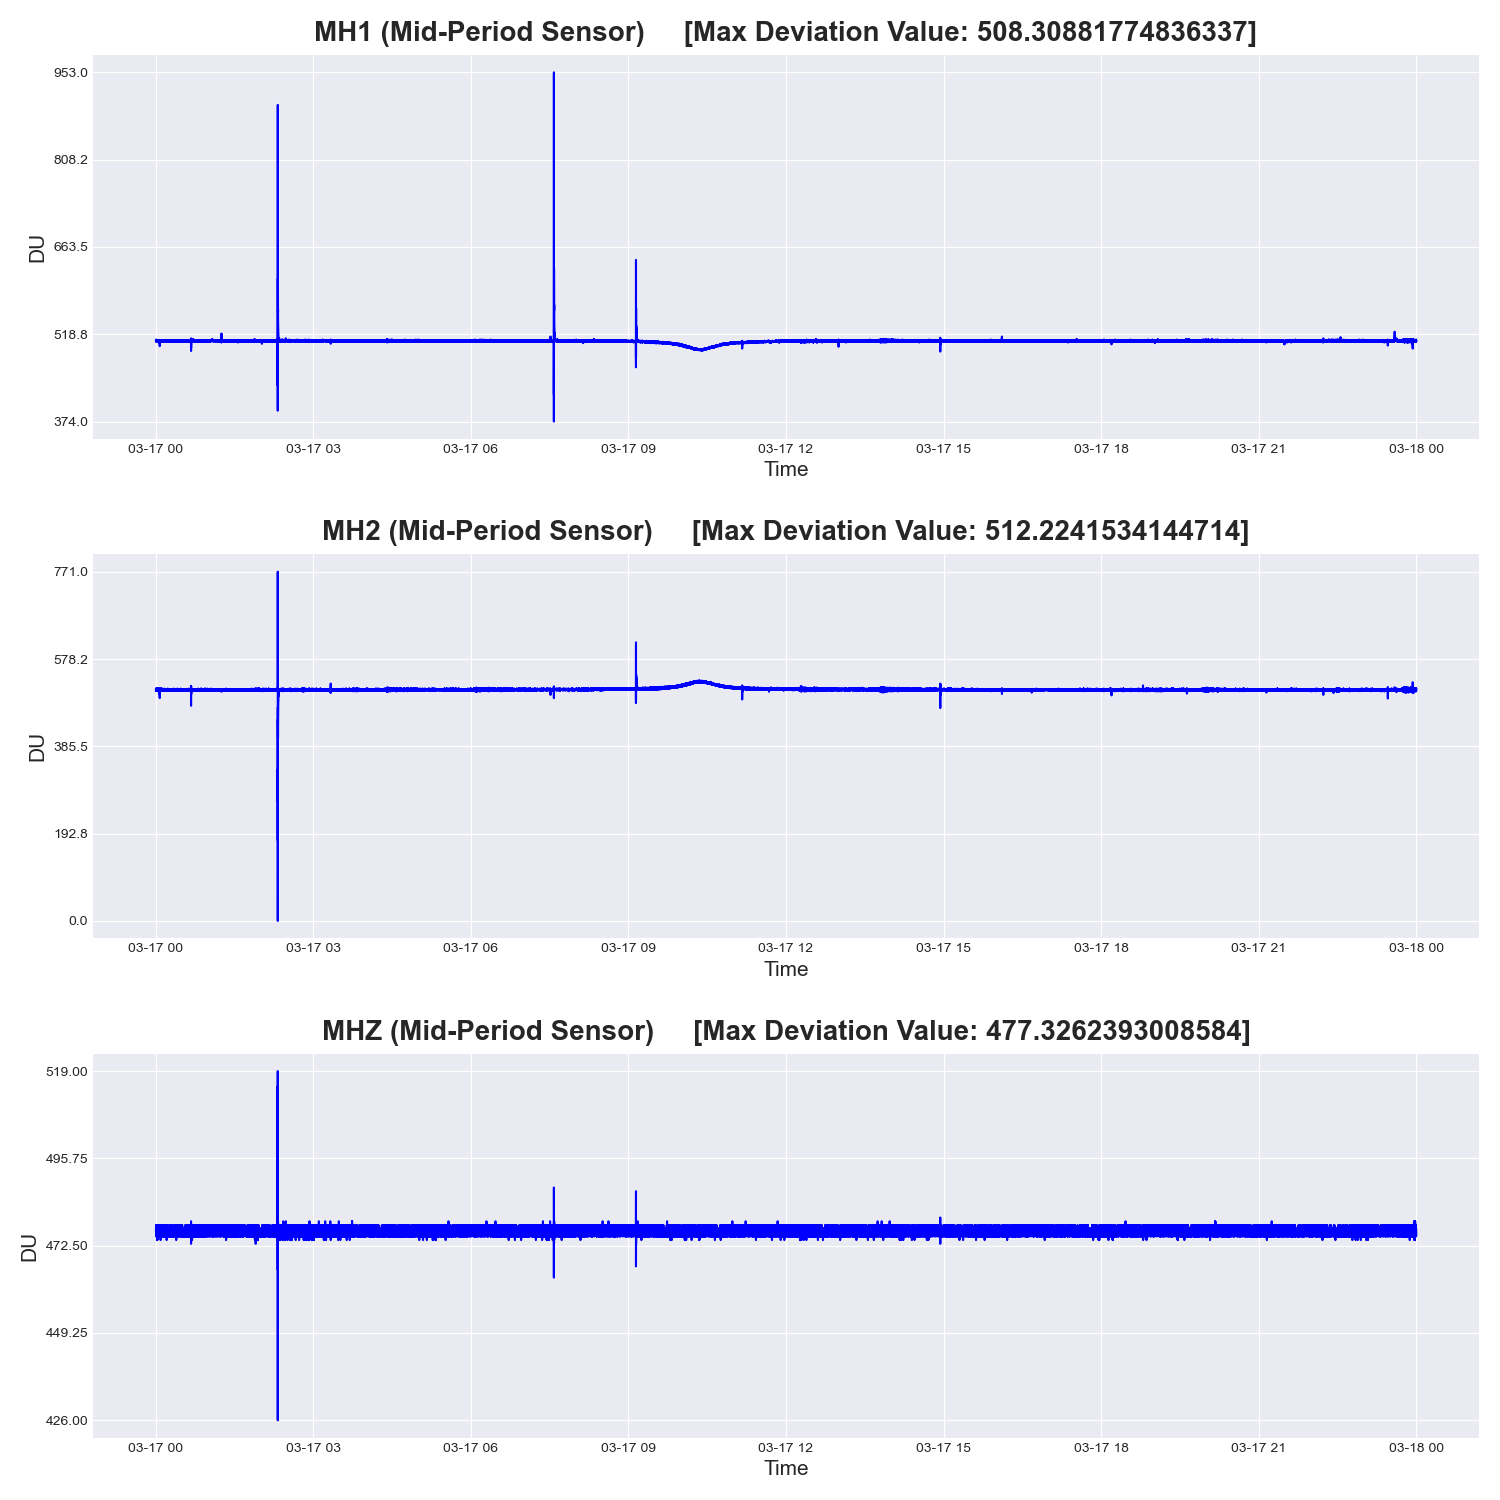 MH1 (Mid-Period Sensor) [Max Deviation Value: 508.30881774836337]
953.0
808.2
663.5
518.8
374.0
DU
03-17 00 03-17 03 03-17 06 03-17 09 03-17 12 03-17 15 03-17 18 03-17 21 03-18 00
Time
MH2 (Mid-Period Sensor) [Max Deviation Value: 512.2241534144714]
771.0
578.2
385.5
192.8
0.0
DU
03-17 00 03-17 03 03-17 06 03-17 09 03-17 12 03-17 15 03-17 18 03-17 21 03-18 00
Time
MHZ (Mid-Period Sensor) [Max Deviation Value: 477.3262393008584]
519.00
495.75
472.50
449.25
426.00
DU
03-17 00 03-17 03 03-17 06 03-17 09 03-17 12 03-17 15 03-17 18 03-17 21 03-18 00
Time